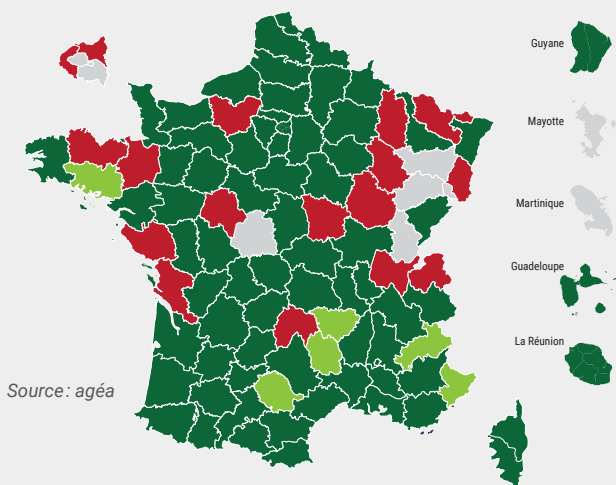 Guyane
Mayotte
Martinique
Guadeloupe
La Réunion
Source : agéa